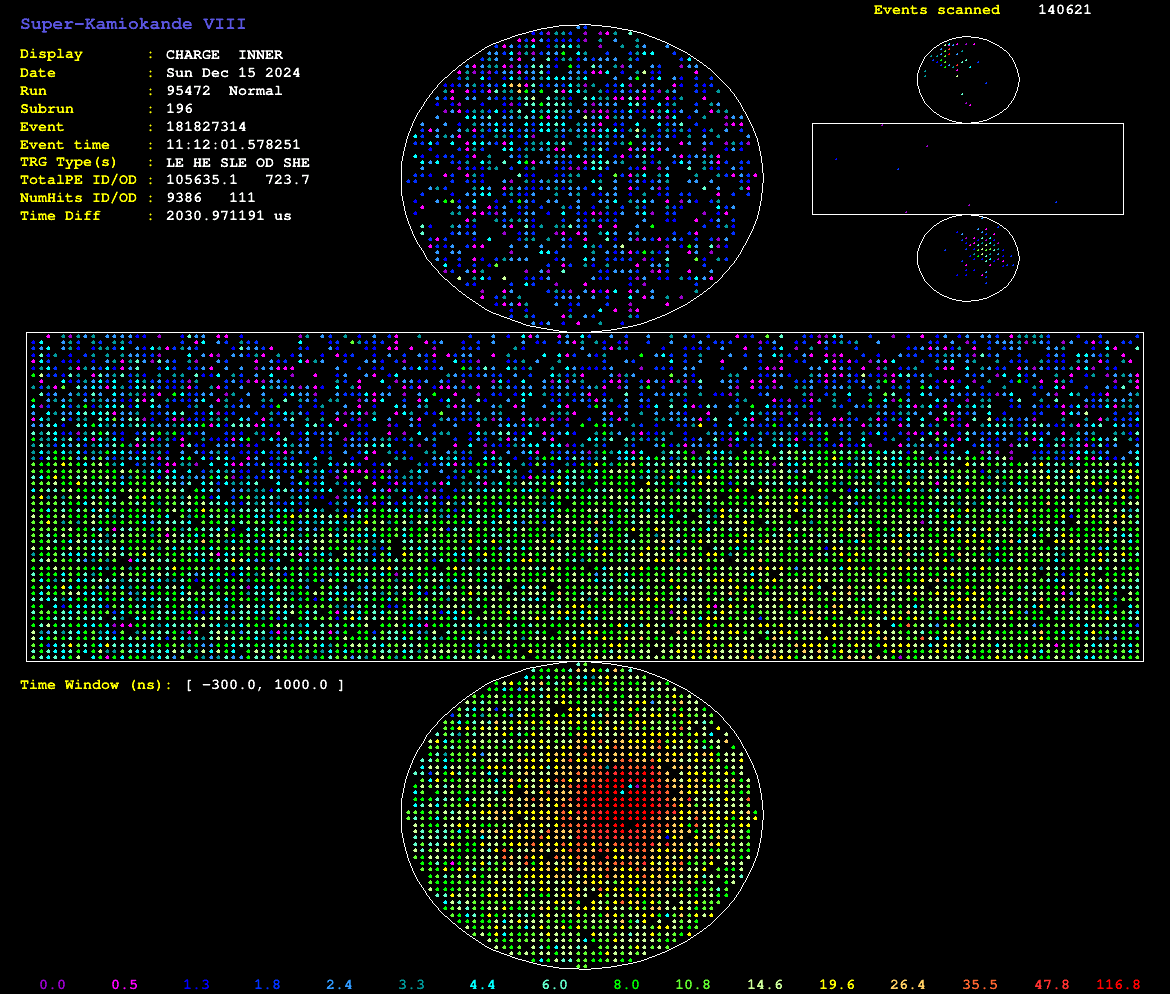 Super-Kamiokande VIII
Events scanned 140621
Display : CHARGE INNER
Date : Sun Dec 15 2024
Run : 95472 Normal
Subrun : 196
Event : 181827314
Event time : 11:12:01.578251
TRG Type(s) : LE HE SLE OD SHE
TotalPE ID/OD : 105635.1 723.7
NumHits ID/OD : 9386 111
Time Diff : 2030.971191 us
Time Window (ns): [ −300.0, 1000.0 ]
0.0 0.5 1.3 1.8 2.4 3.3 4.4 6.0 8.0 10.8 14.6 19.6 26.4 35.5 47.8 116.8